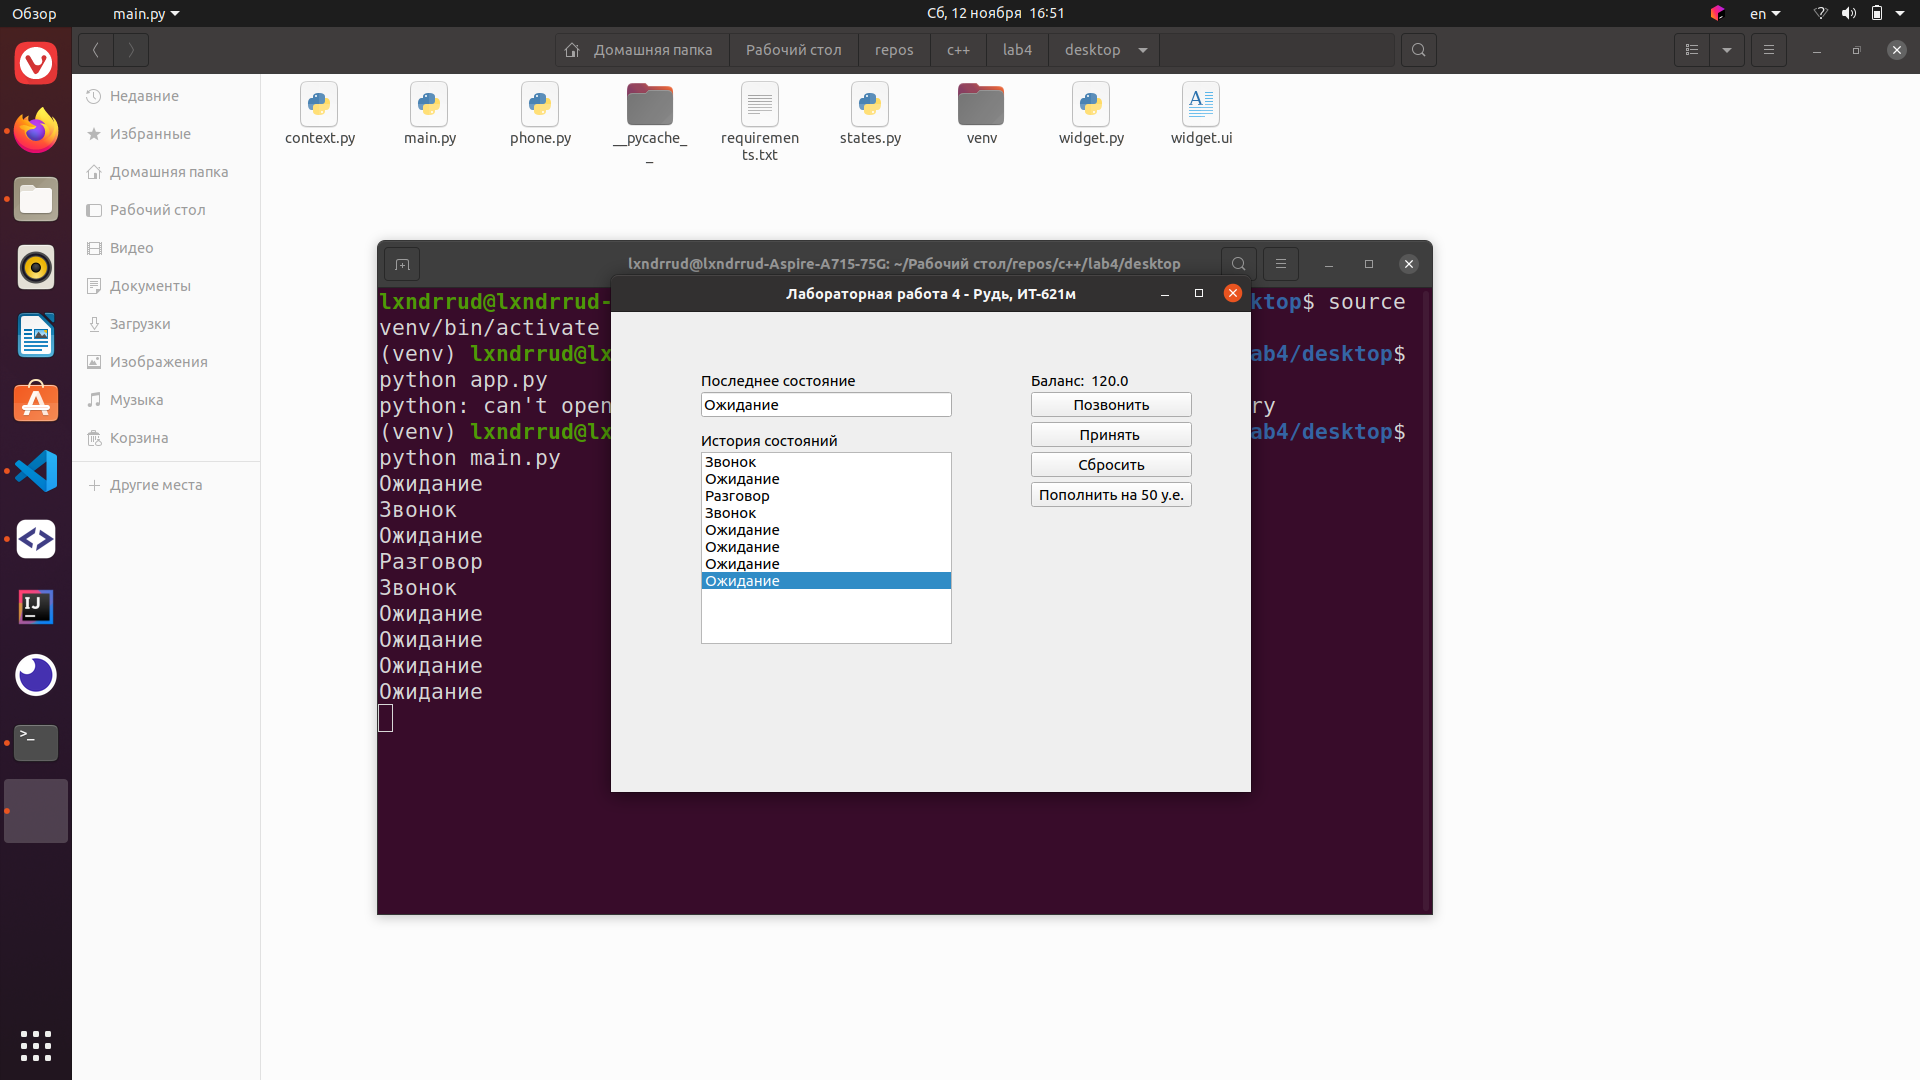 Обзор
main.py
Сб, 12 ноября 16:51
en
Домашняя папка
Рабочий стол
repos
c++
lab4
desktop
Недавние
Избранные
Домашняя папка
Рабочий стол
Видео
Документы
Загрузки
Изображения
Музыка
Корзина
Другие места
context.py
main.py
phone.py
__pycache_
_
requiremen
ts.txt
states.py
venv
widget.py
widget.ui
lxndrrud@lxndrrud-Aspire-A715-75G: ~/Рабочий стол/repos/c++/lab4/desktop
lxndrrud@lxndrrud-
ktop$ source
venv/bin/activate
(venv) lxndrrud@lx
ab4/desktop$
python app.py
python: can't open
ry
(venv) lxndrrud@lx
ab4/desktop$
python main.py
Ожидание
Звонок
Ожидание
Разговор
Звонок
Ожидание
Ожидание
Ожидание
Ожидание
Лабораторная работа 4 - Рудь, ИТ-621м
Последнее состояние
Ожидание
История состояний
Звонок
Ожидание
Разговор
Звонок
Ожидание
Ожидание
Ожидание
Ожидание
Баланс: 120.0
Позвонить
Принять
Сбросить
Пополнить на 50 у.е.